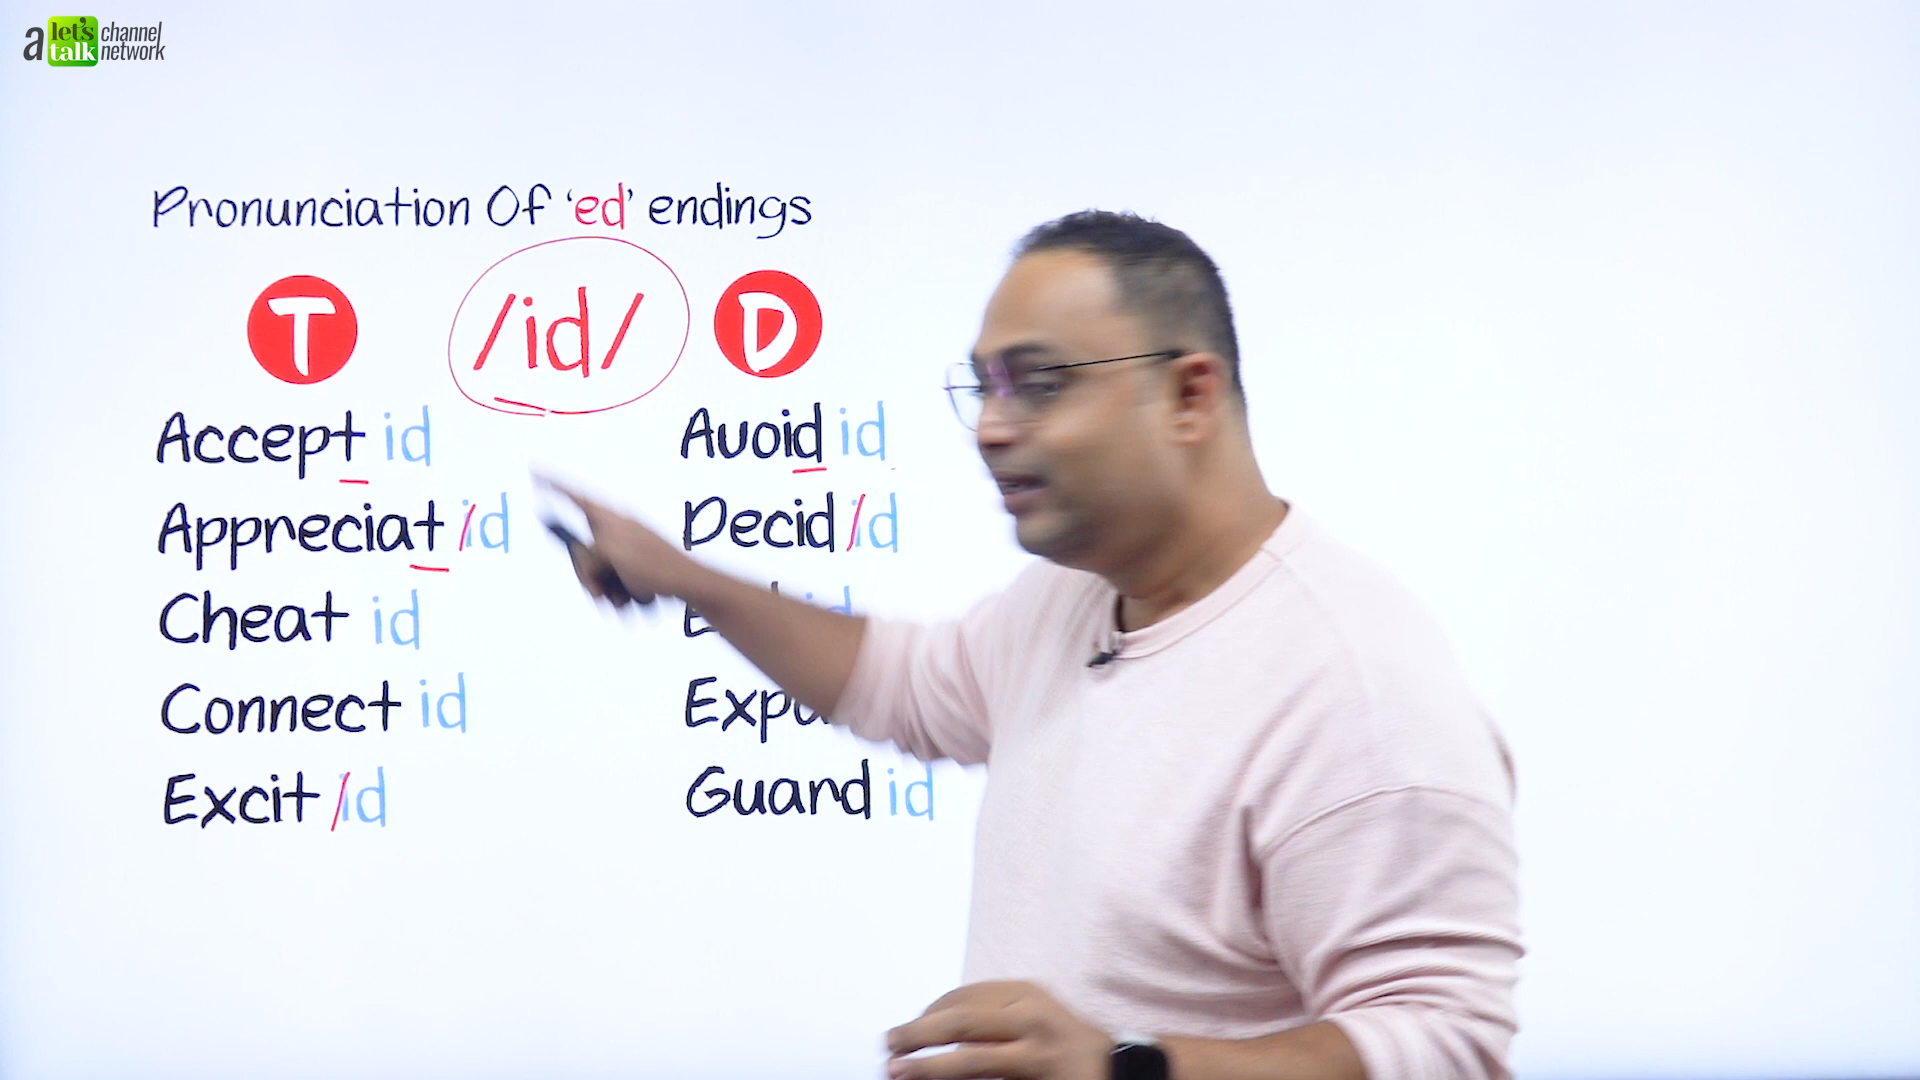 a let's talk channel network
Pronunciation Of 'ed' endings
T /id/ D
Accept id
Appreciat id
Cheat id
Connect id
Excit id
Avoid id
Decid id
id
Guard id